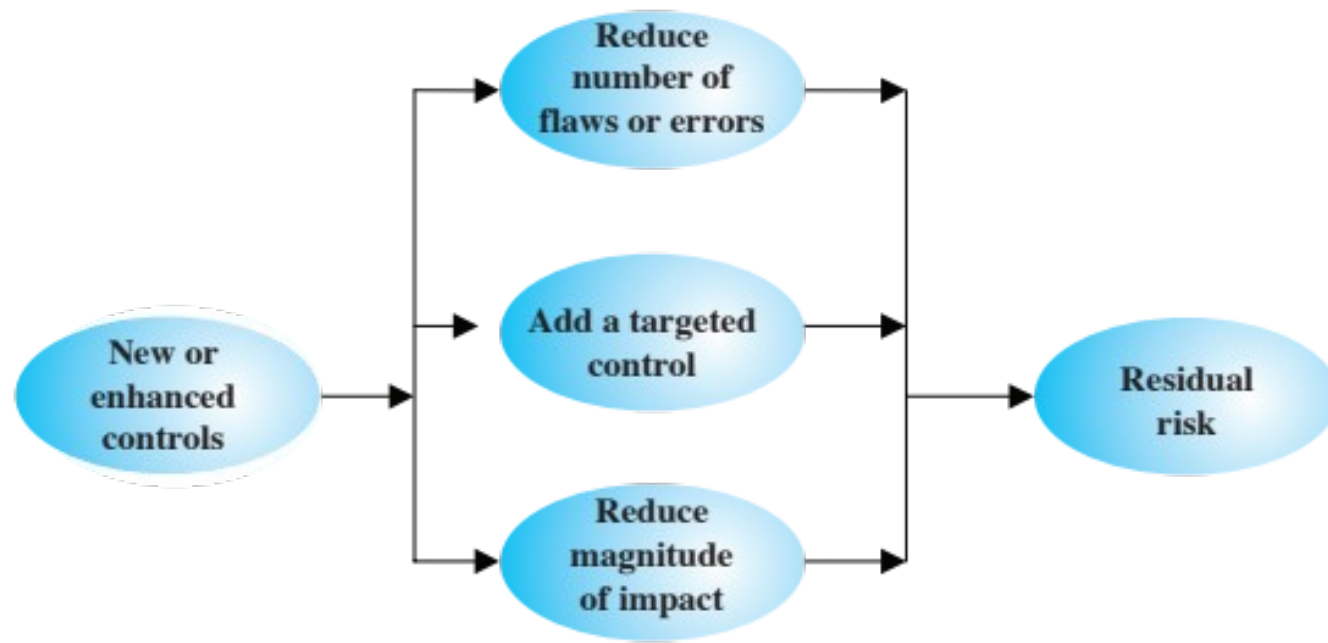 New or
enhanced
controls
Reduce
number of
flaws or errors
Add a targeted
control
Reduce
magnitude
of impact
Residual
risk